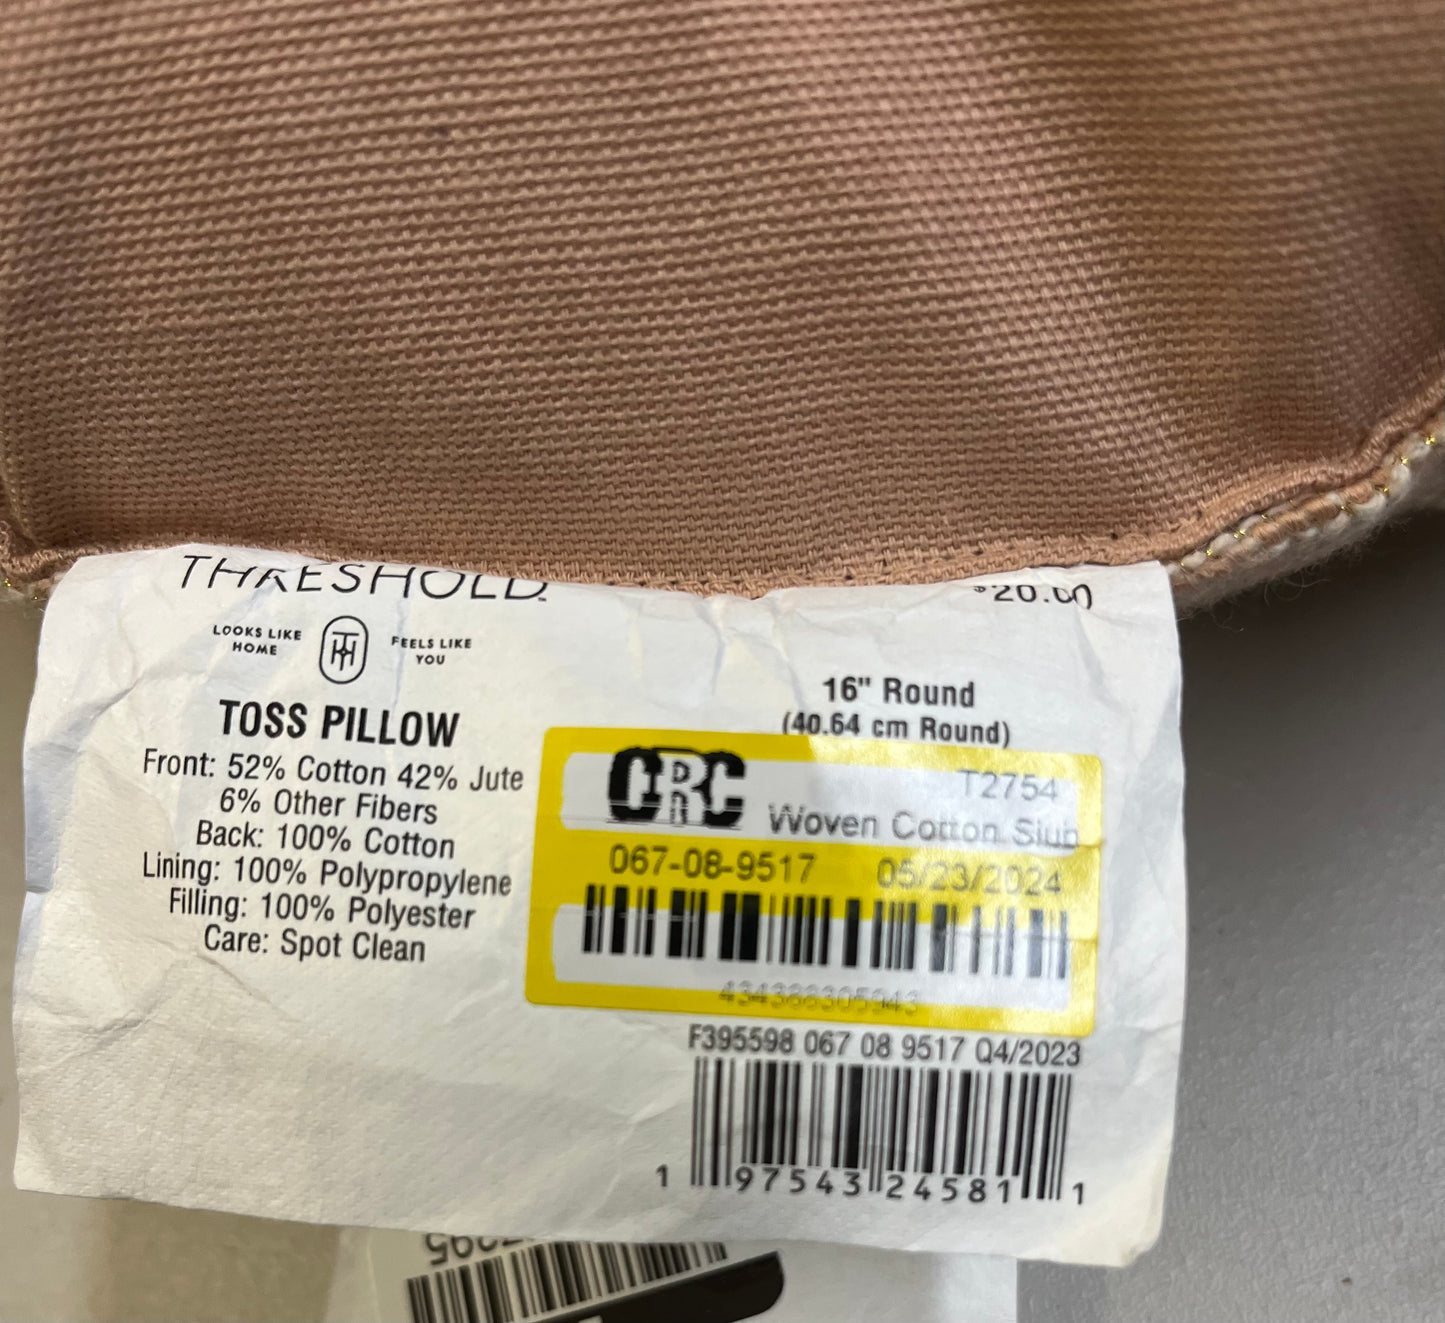 THRESHOLD.
$20.00
LOOKS LIKE HOME
FEELS LIKE YOU
TOSS PILLOW
Front: 52% Cotton 42% Jute
6% Other Fibers
Back: 100% Cotton
Lining: 100% Polypropylene
Filling: 100% Polyester
Care: Spot Clean
16" Round
(40.64 cm Round)
CRC
T2754
Woven Cotton Slub
067-08-9517 05/23/2024
434388305943
F395598 067 08 9517 Q4/2023
1 97543 24581 1